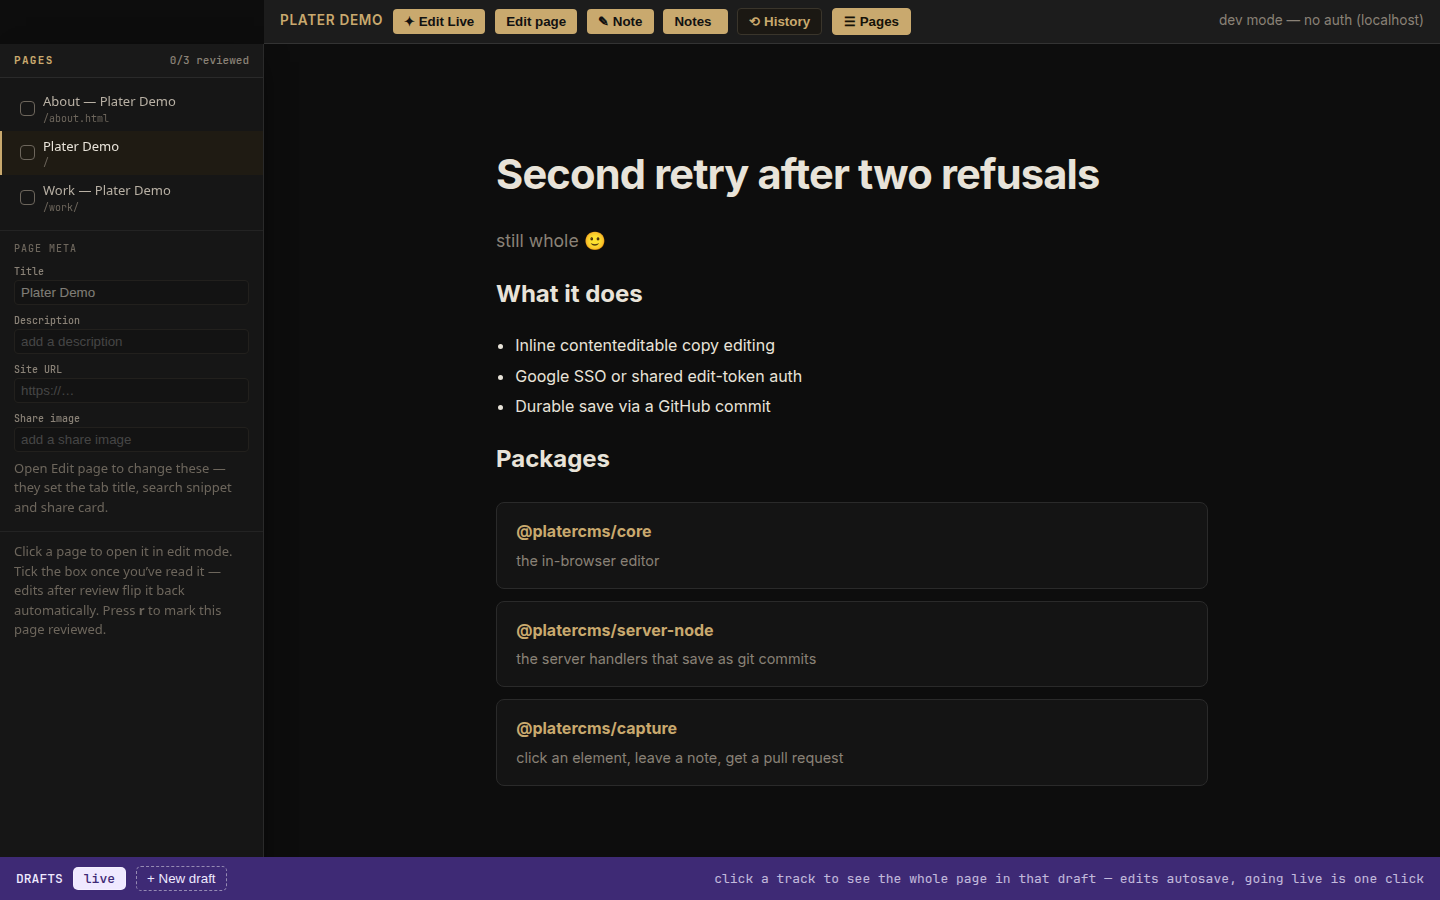 PLATER DEMO
✦ Edit Live
Edit page
✎ Note
Notes
⟲ History
☰ Pages
dev mode — no auth (localhost)
PAGES
0/3 reviewed
About — Plater Demo
/about.html
Plater Demo
/
Work — Plater Demo
/work/
PAGE META
Title
Plater Demo
Description
add a description
Site URL
https://…
Share image
add a share image
Open Edit page to change these —
they set the tab title, search snippet
and share card.
Click a page to open it in edit mode.
Tick the box once you’ve read it —
edits after review flip it back
automatically. Press r to mark this
page reviewed.
Second retry after two refusals
still whole 🙂
What it does
• Inline contenteditable copy editing
• Google SSO or shared edit-token auth
• Durable save via a GitHub commit
Packages
@platercms/core
the in-browser editor
@platercms/server-node
the server handlers that save as git commits
@platercms/capture
click an element, leave a note, get a pull request
DRAFTS
live
+ New draft
click a track to see the whole page in that draft — edits autosave, going live is one click